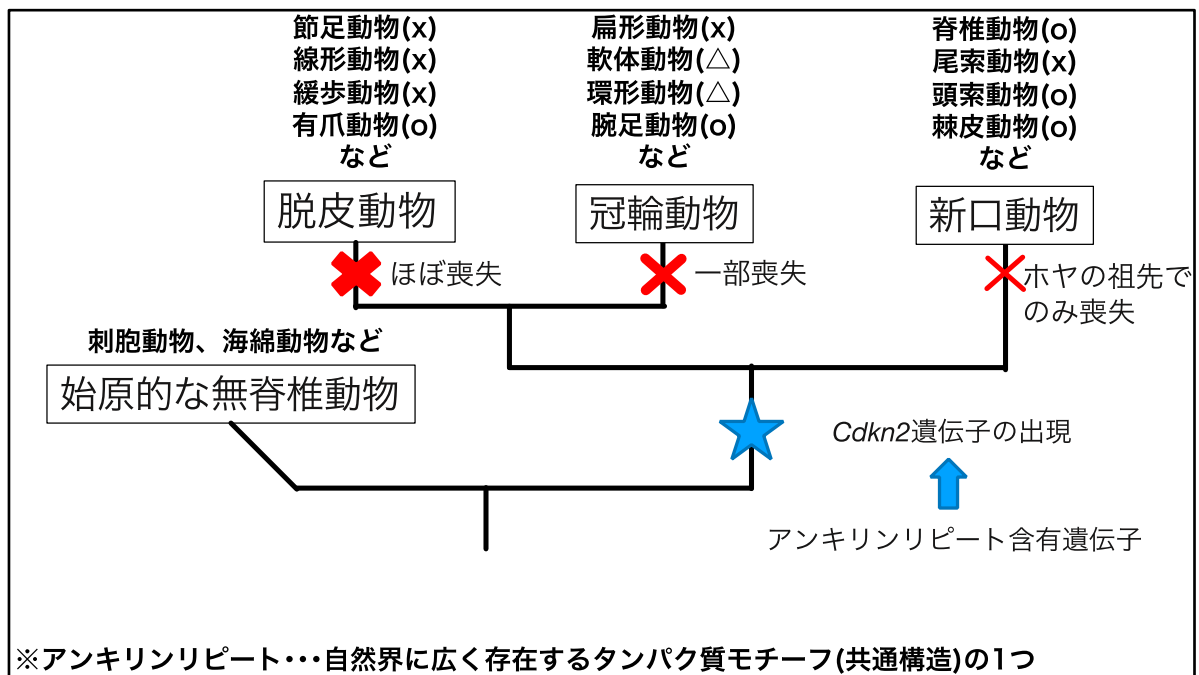 節足動物(x)
線形動物(x)
緩歩動物(x)
有爪動物(o)
など
脱皮動物
ほぼ喪失
扁形動物(x)
軟体動物(△)
環形動物(△)
腕足動物(o)
など
冠輪動物
一部喪失
脊椎動物(o)
尾索動物(x)
頭索動物(o)
棘皮動物(o)
など
新口動物
ホヤの祖先で
のみ喪失
刺胞動物、海綿動物など
始原的な無脊椎動物
Cdkn2遺伝子の出現
アンキリンリピート含有遺伝子
※アンキリンリピート･･･自然界に広く存在するタンパク質モチーフ(共通構造)の1つ